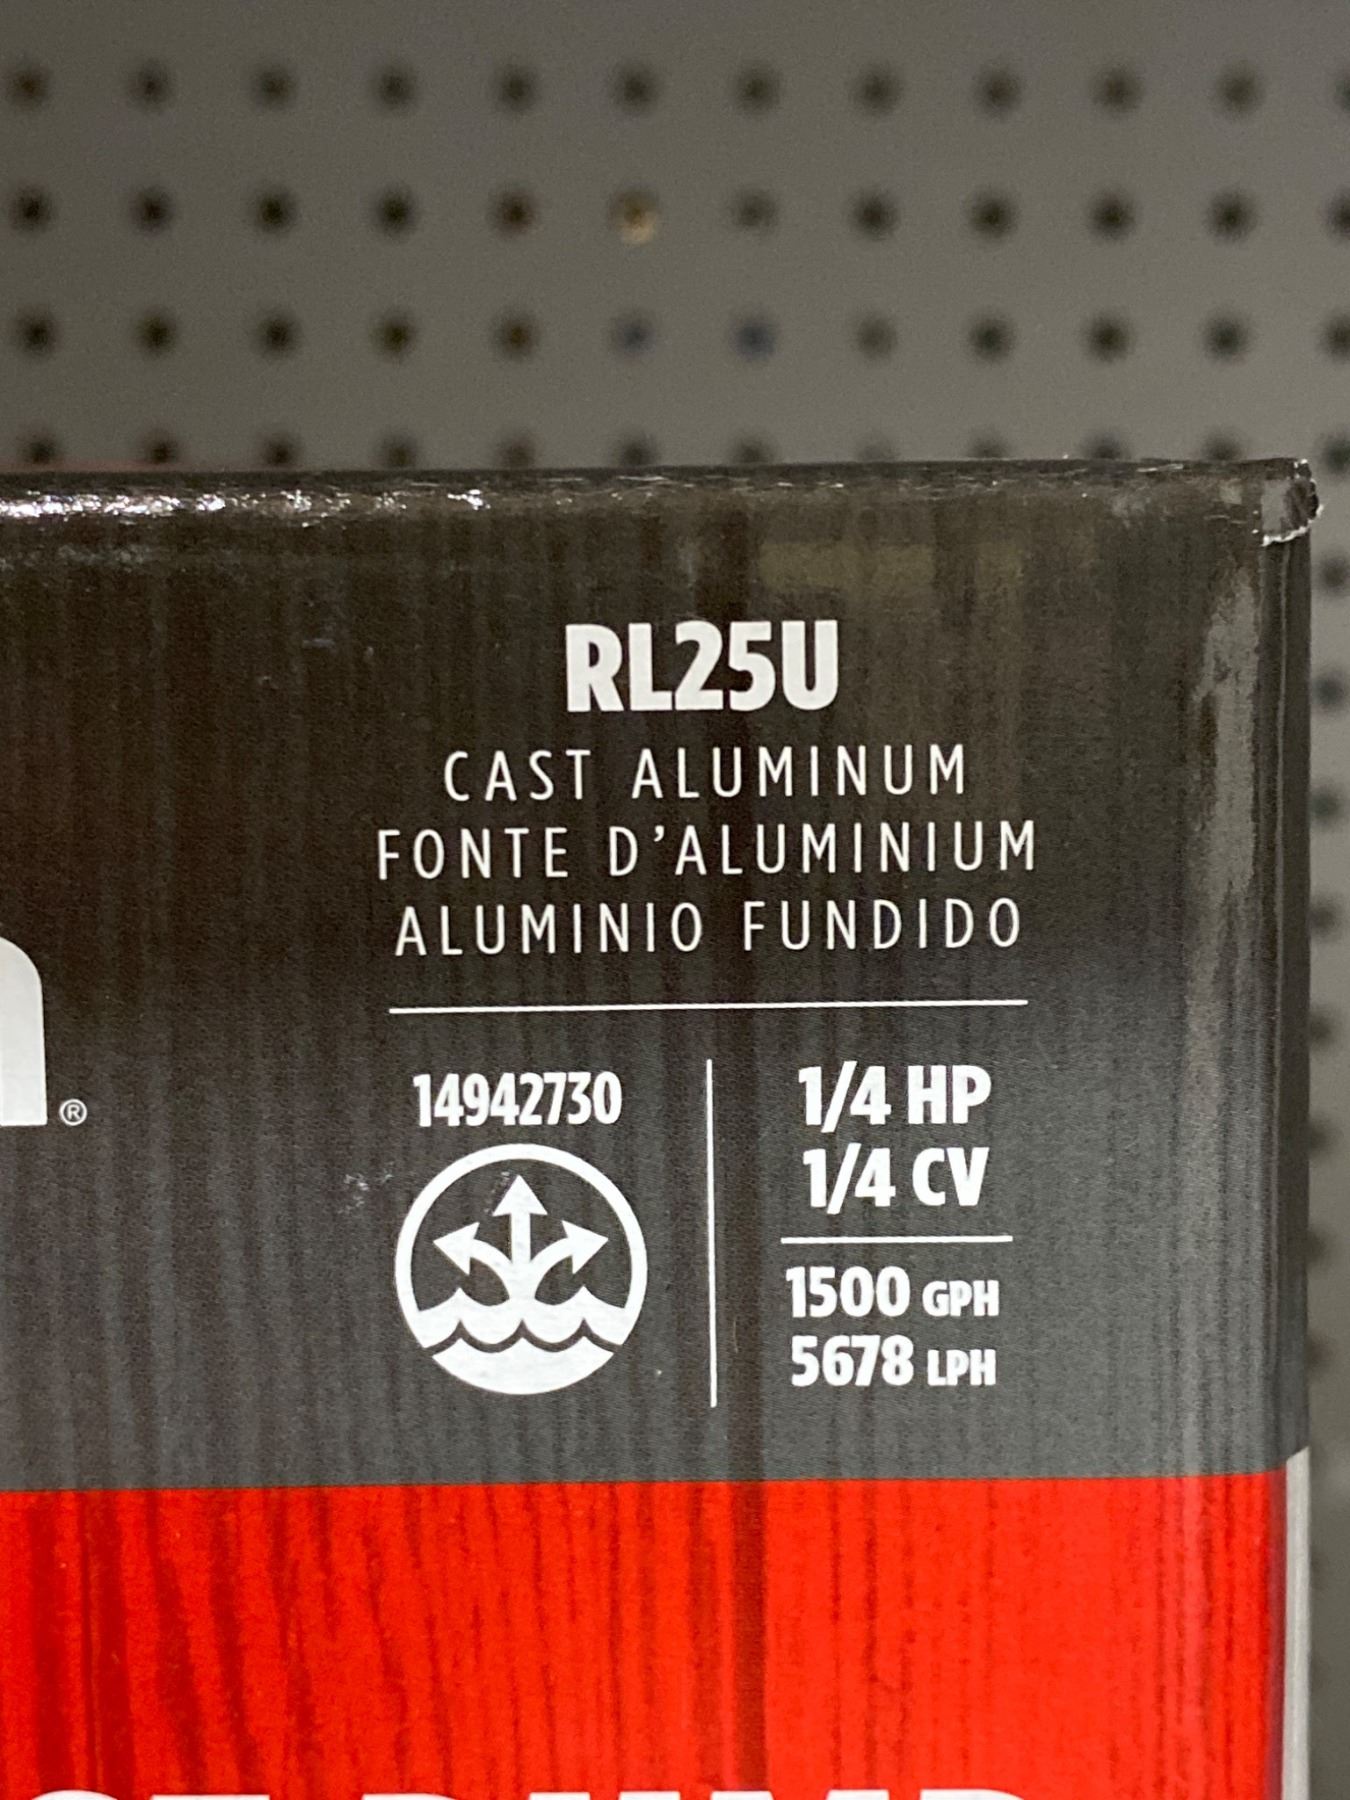 RL25U
CAST ALUMINUM
FONTE D’ALUMINIUM
ALUMINIO FUNDIDO
®
14942730
1/4 HP
1/4 CV
1500 GPH
5678 LPH